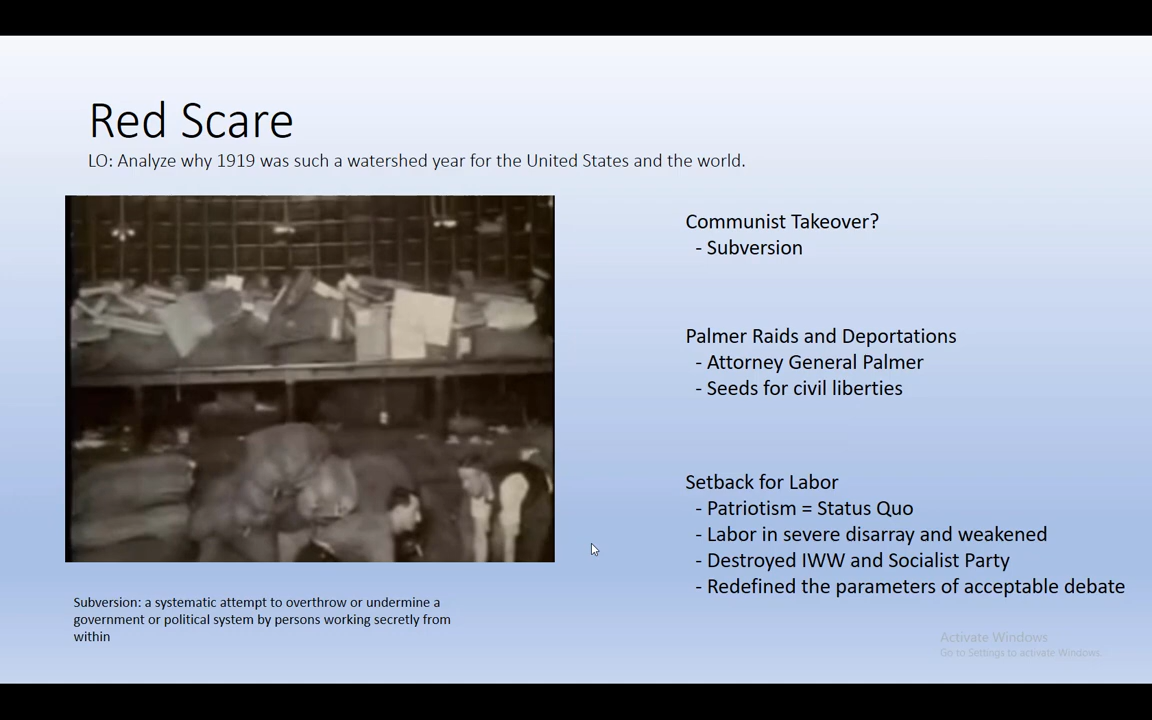 Red Scare
LO: Analyze why 1919 was such a watershed year for the United States and the world.
Communist Takeover?
- Subversion
Palmer Raids and Deportations
- Attorney General Palmer
- Seeds for civil liberties
Setback for Labor
- Patriotism = Status Quo
- Labor in severe disarray and weakened
- Destroyed IWW and Socialist Party
- Redefined the parameters of acceptable debate
Subversion: a systematic attempt to overthrow or undermine a
government or political system by persons working secretly from
within
Activate Windows
Go to Settings to activate Windows.